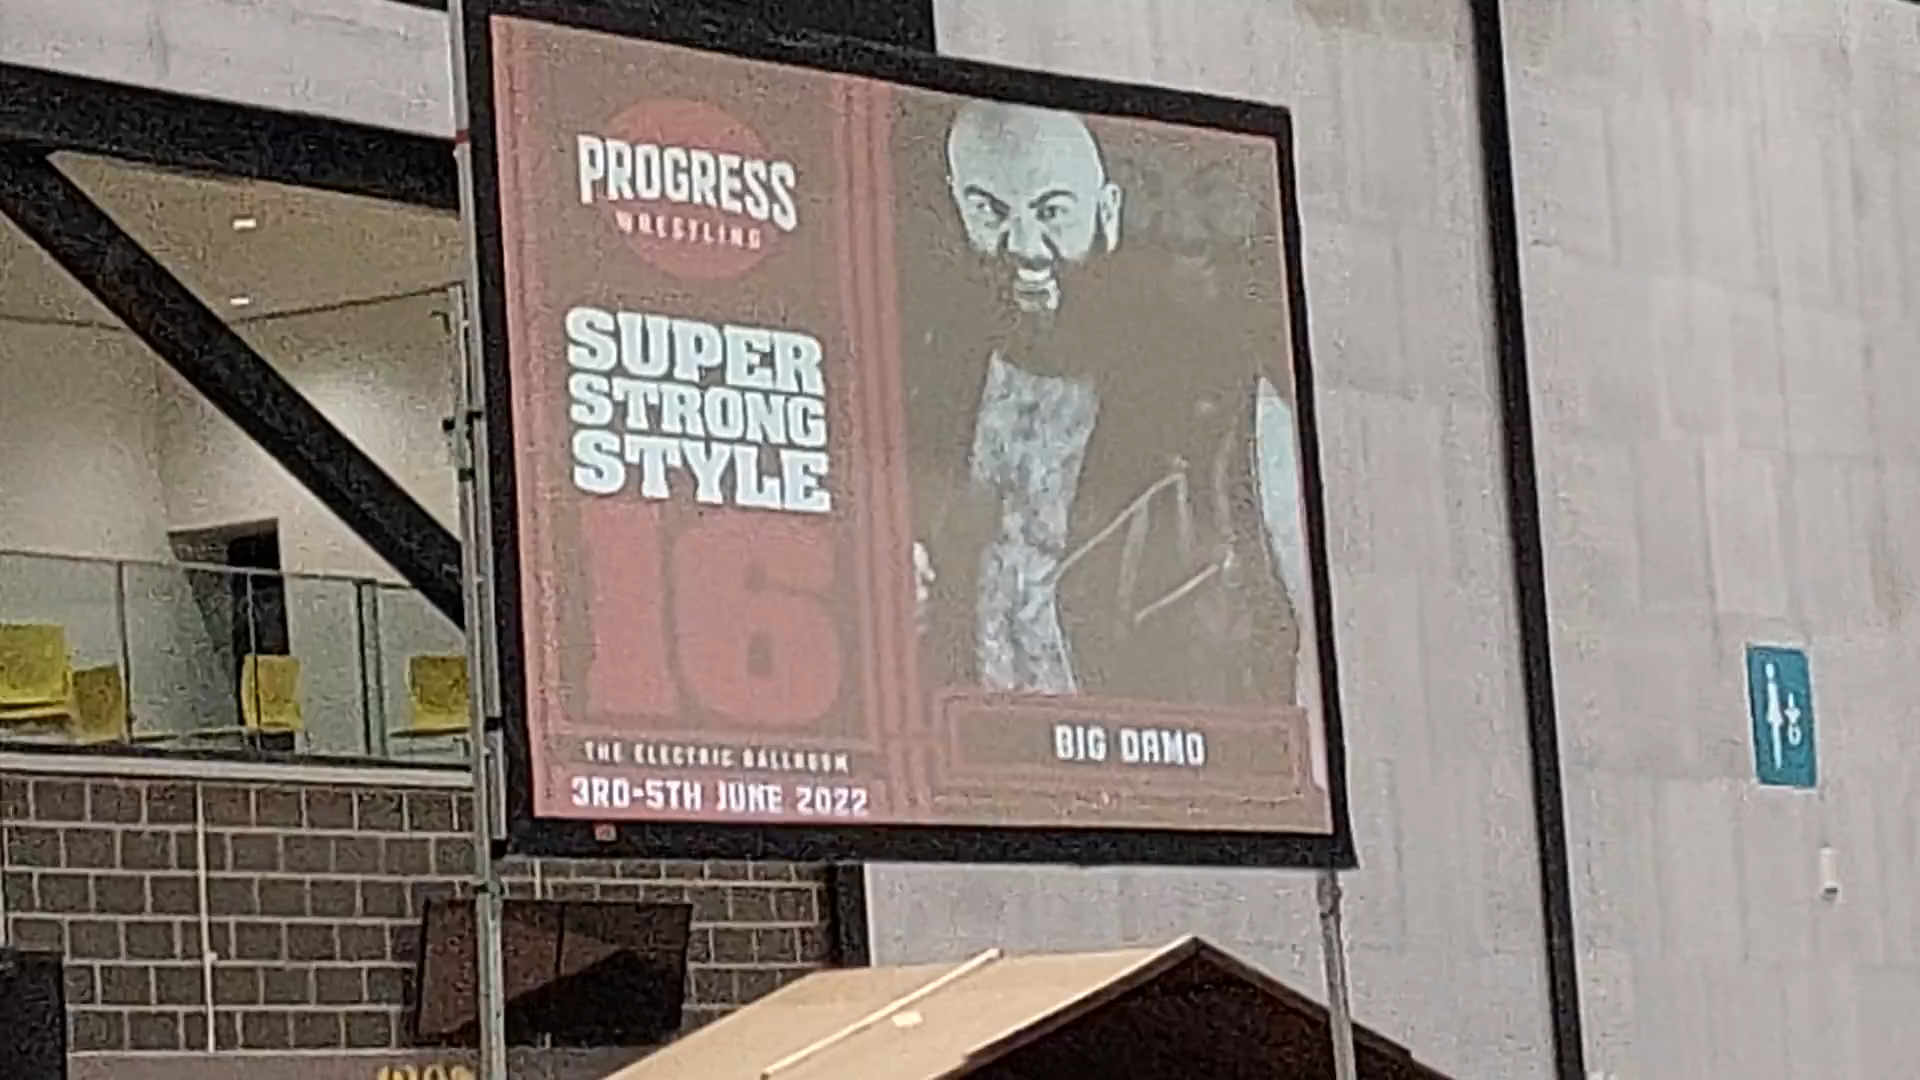 PROGRESS
WRESTLING
SUPER
STRONG
STYLE
16
THE ELECTRIC BALLROOM
3RD-5TH JUNE 2022
BIG DAMO